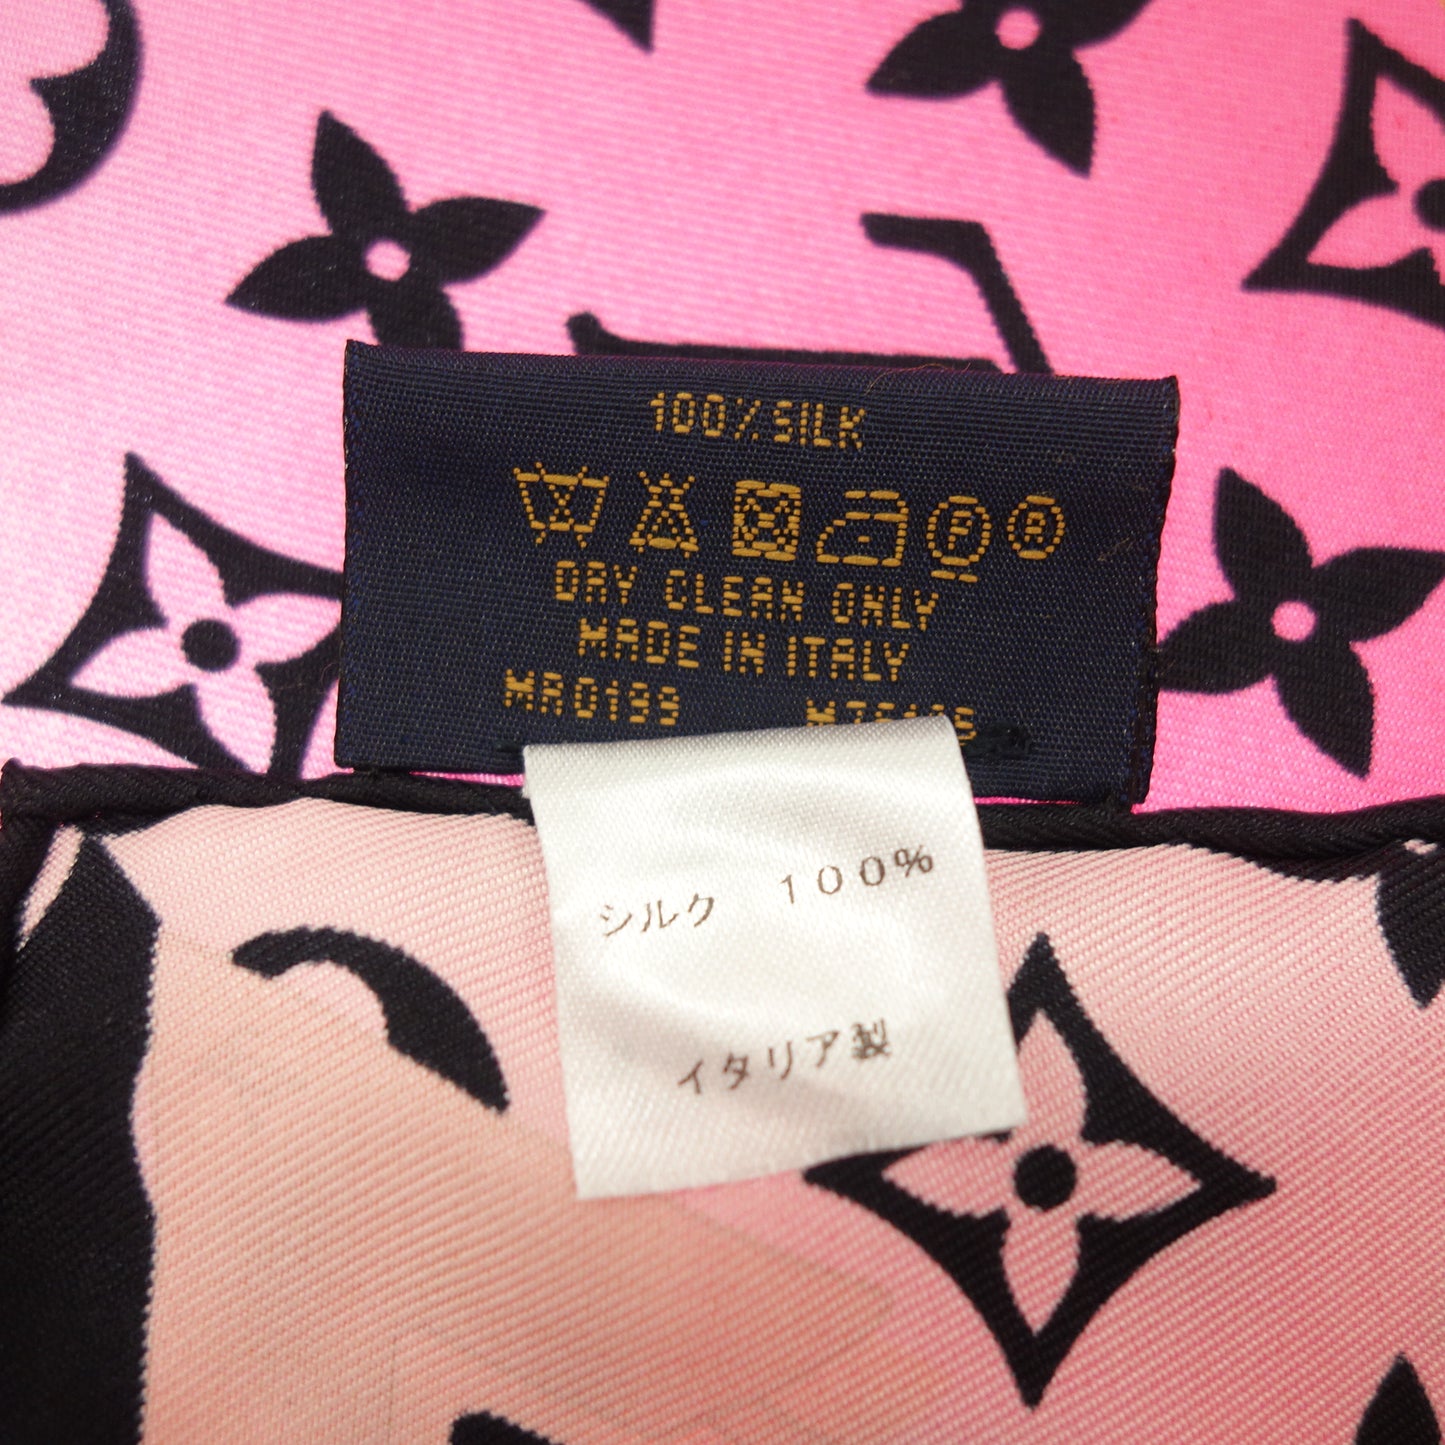 100% SILK
DRY CLEAN ONLY
MADE IN ITALY
MR0199
シルク 100%
イタリア製